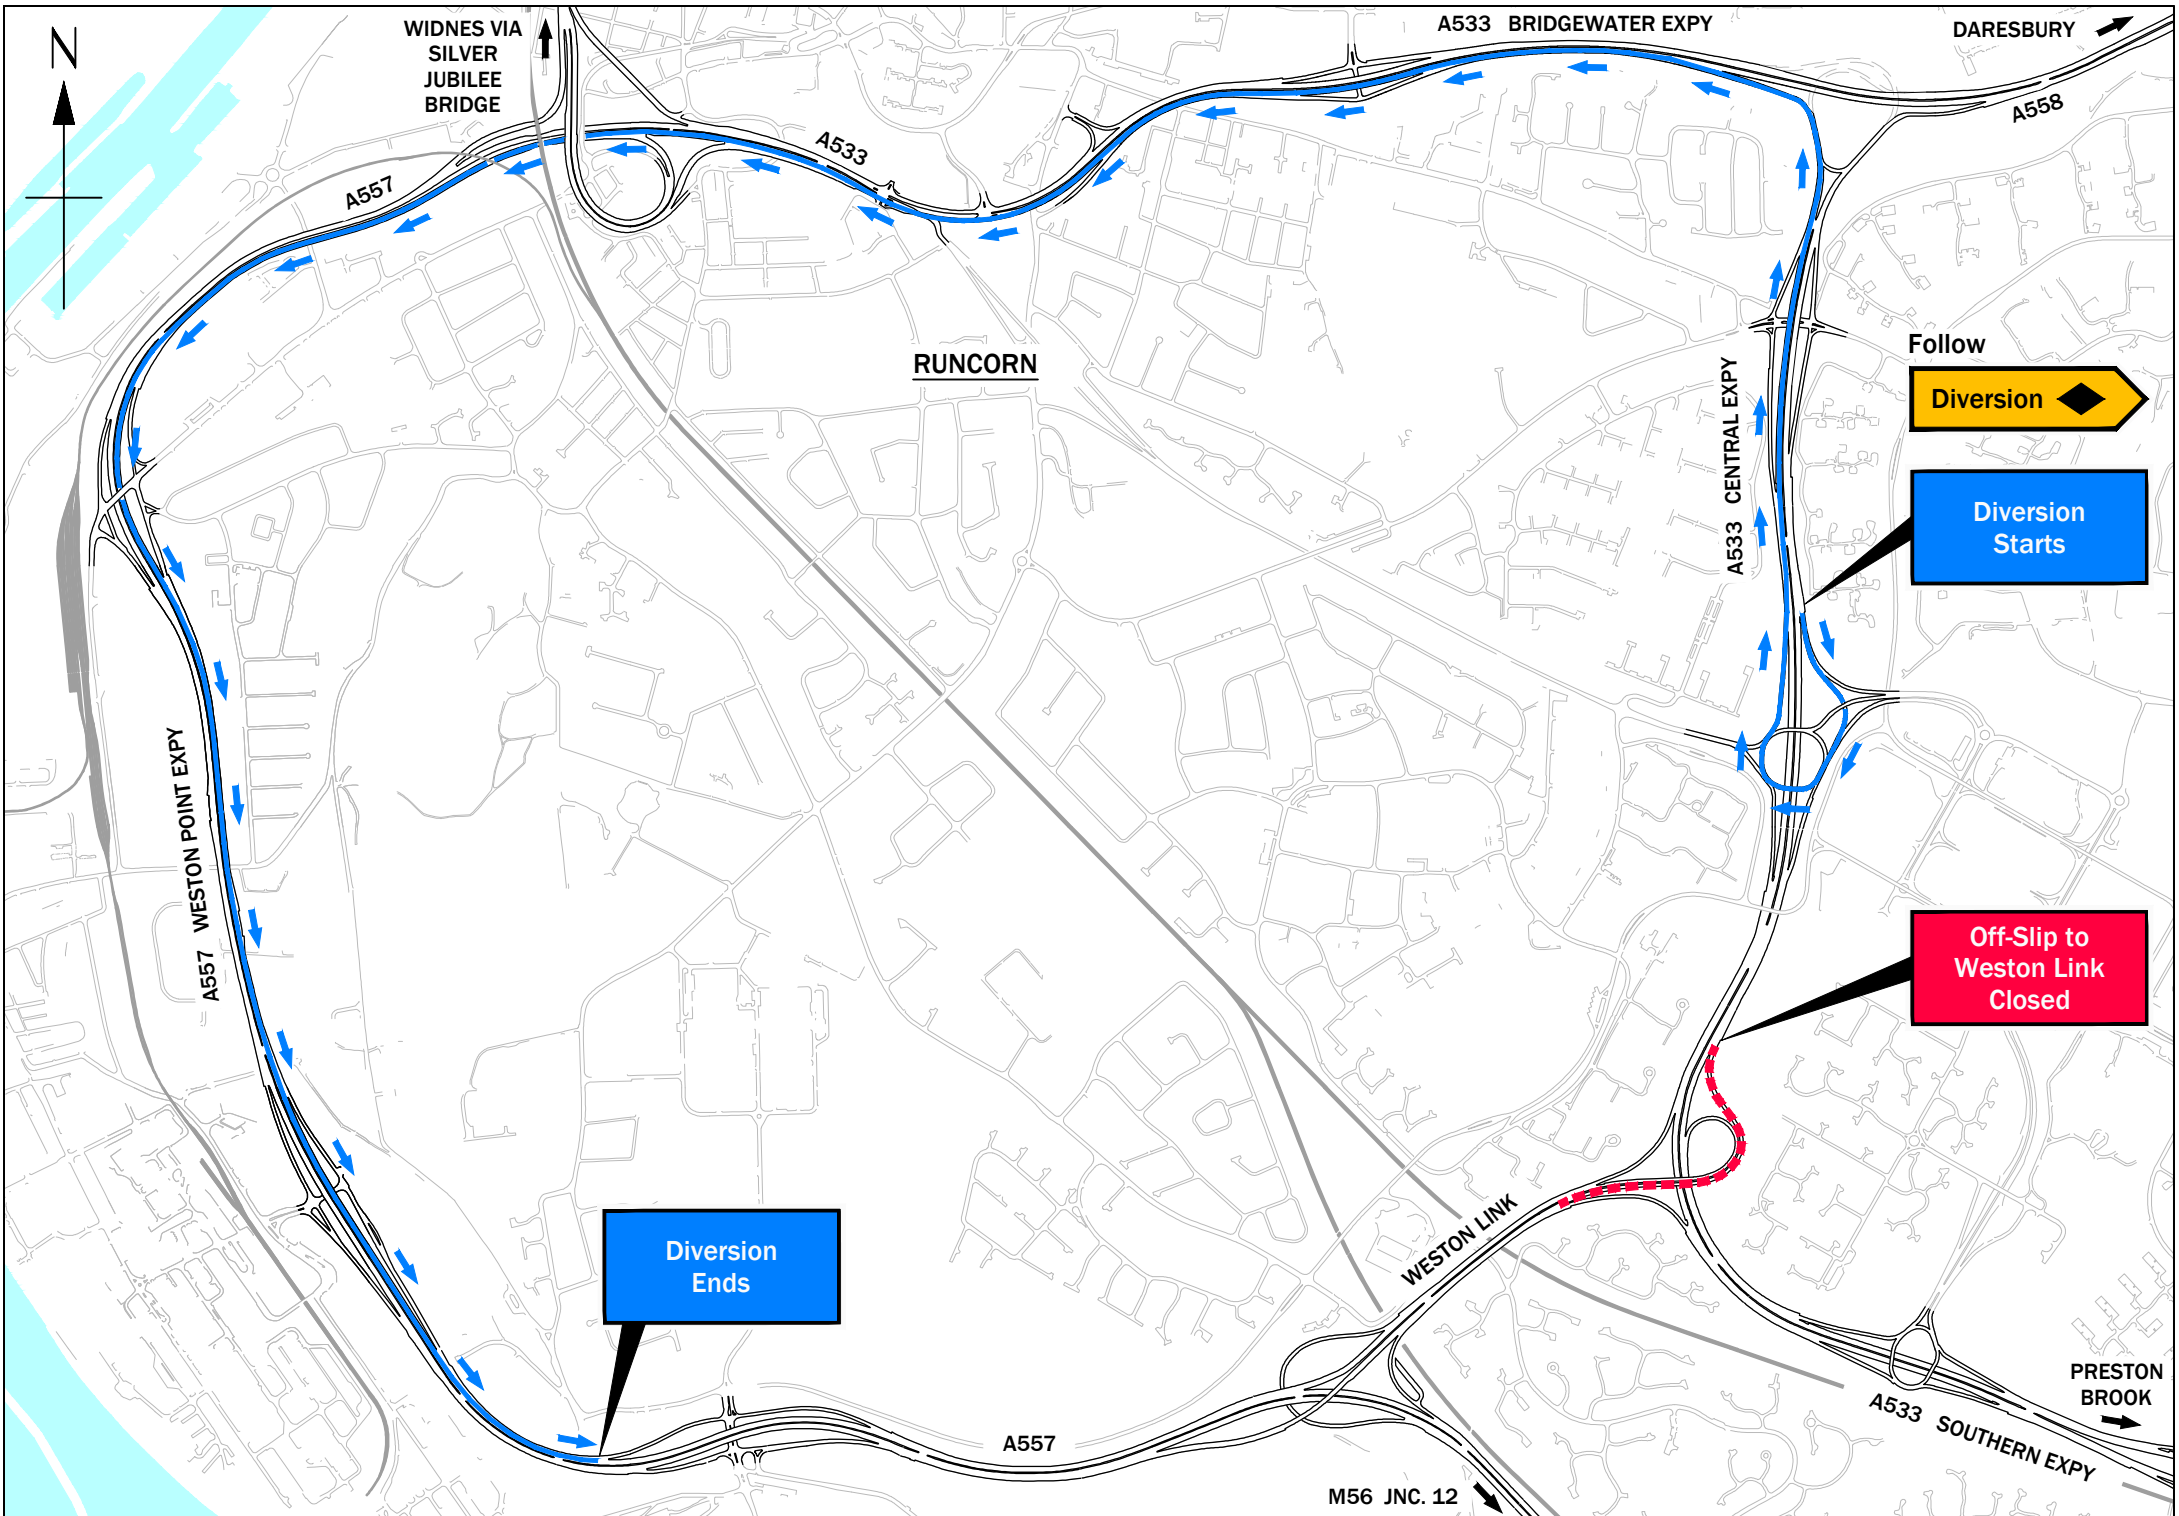 N
WIDNES VIA
SILVER
JUBILEE
BRIDGE
A533 BRIDGEWATER EXPY
DARESBURY
A558
A533
A557
RUNCORN
Follow
Diversion
A533 CENTRAL EXPY
Diversion
Starts
A557 WESTON POINT EXPY
Off-Slip to
Weston Link
Closed
Diversion
Ends
WESTON LINK
PRESTON
BROOK
A533 SOUTHERN EXPY
A557
M56 JNC. 12